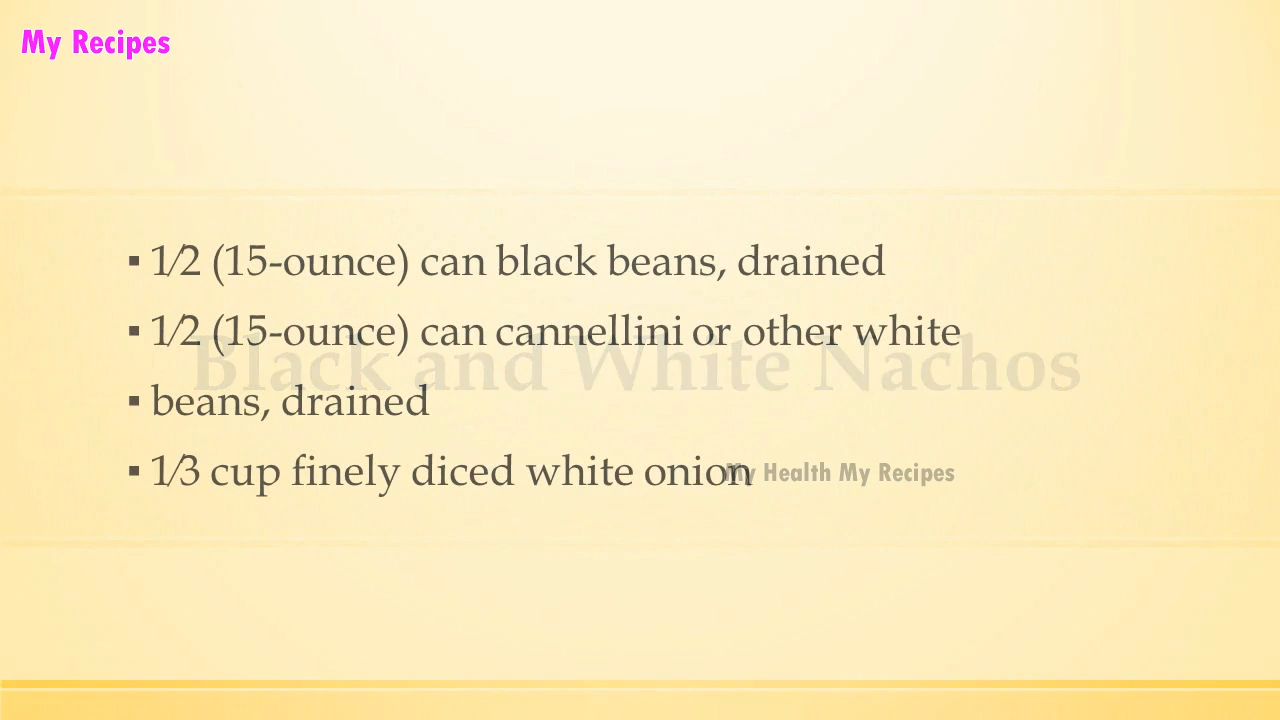 My Recipes
▪ 1⁄2 (15-ounce) can black beans, drained
▪ 1⁄2 (15-ounce) can cannellini or other white
Black and White Nachos
▪ beans, drained
▪ 1⁄3 cup finely diced white onion
My Health My Recipes